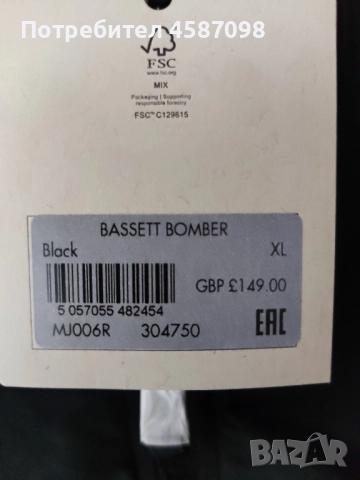 Потребител 4587098
FSC
www.fsc.org
MIX
Packaging | Supporting
responsible forestry
FSC™ C129615
BASSETT BOMBER
Black XL
GBP £149.00
5 057055 482454
MJ006R 304750
EAC
BAZAR